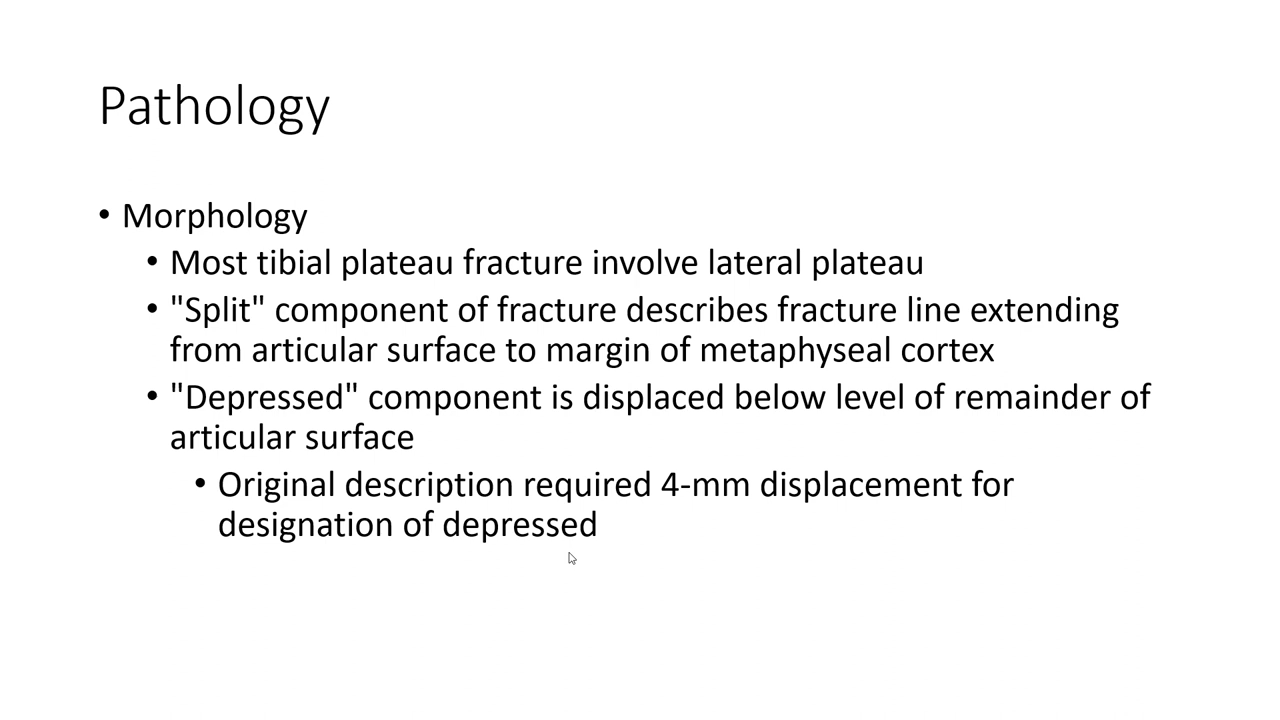 Pathology
• Morphology
• Most tibial plateau fracture involve lateral plateau
• "Split" component of fracture describes fracture line extending
from articular surface to margin of metaphyseal cortex
• "Depressed" component is displaced below level of remainder of
articular surface
• Original description required 4-mm displacement for
designation of depressed